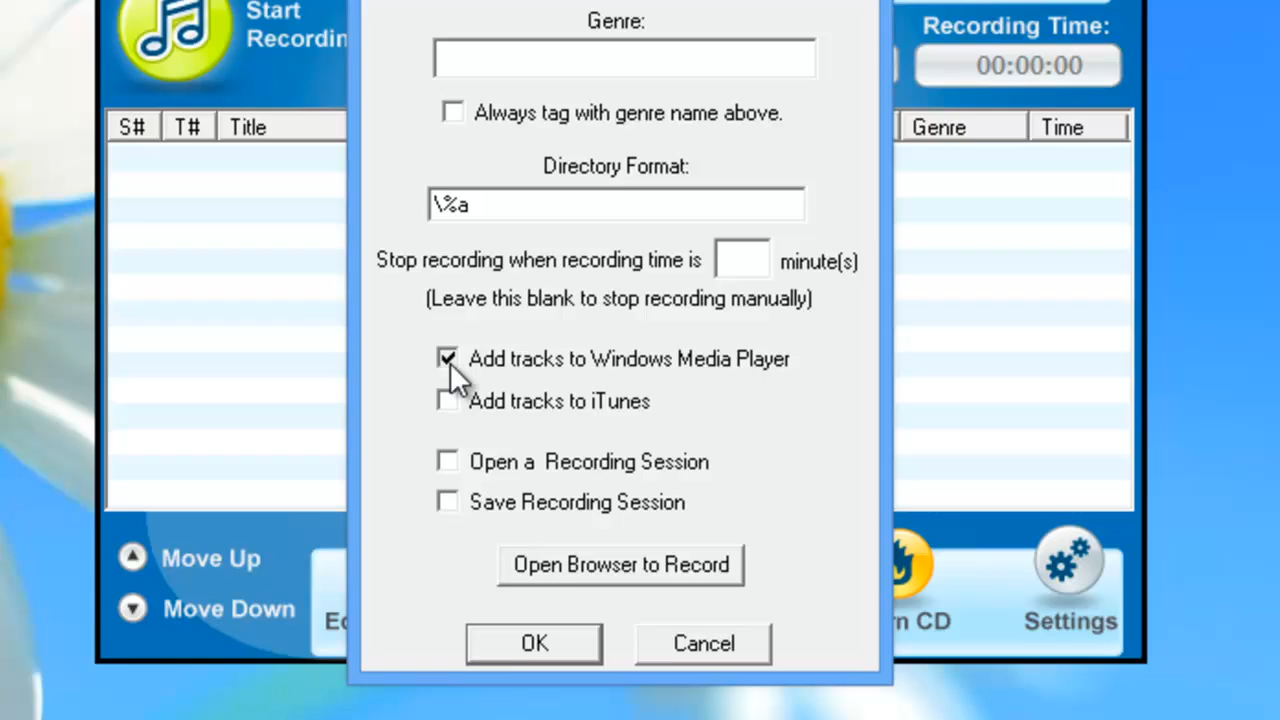 Start
Recordin
Genre:
Recording Time:
00:00:00
Always tag with genre name above.
S#
T#
Title
Genre
Time
Directory Format:
\%a
Stop recording when recording time is minute(s)
(Leave this blank to stop recording manually)
Add tracks to Windows Media Player
Add tracks to iTunes
Open a Recording Session
Save Recording Session
Move Up
Open Browser to Record
Move Down
Ed
rn CD
Settings
OK
Cancel